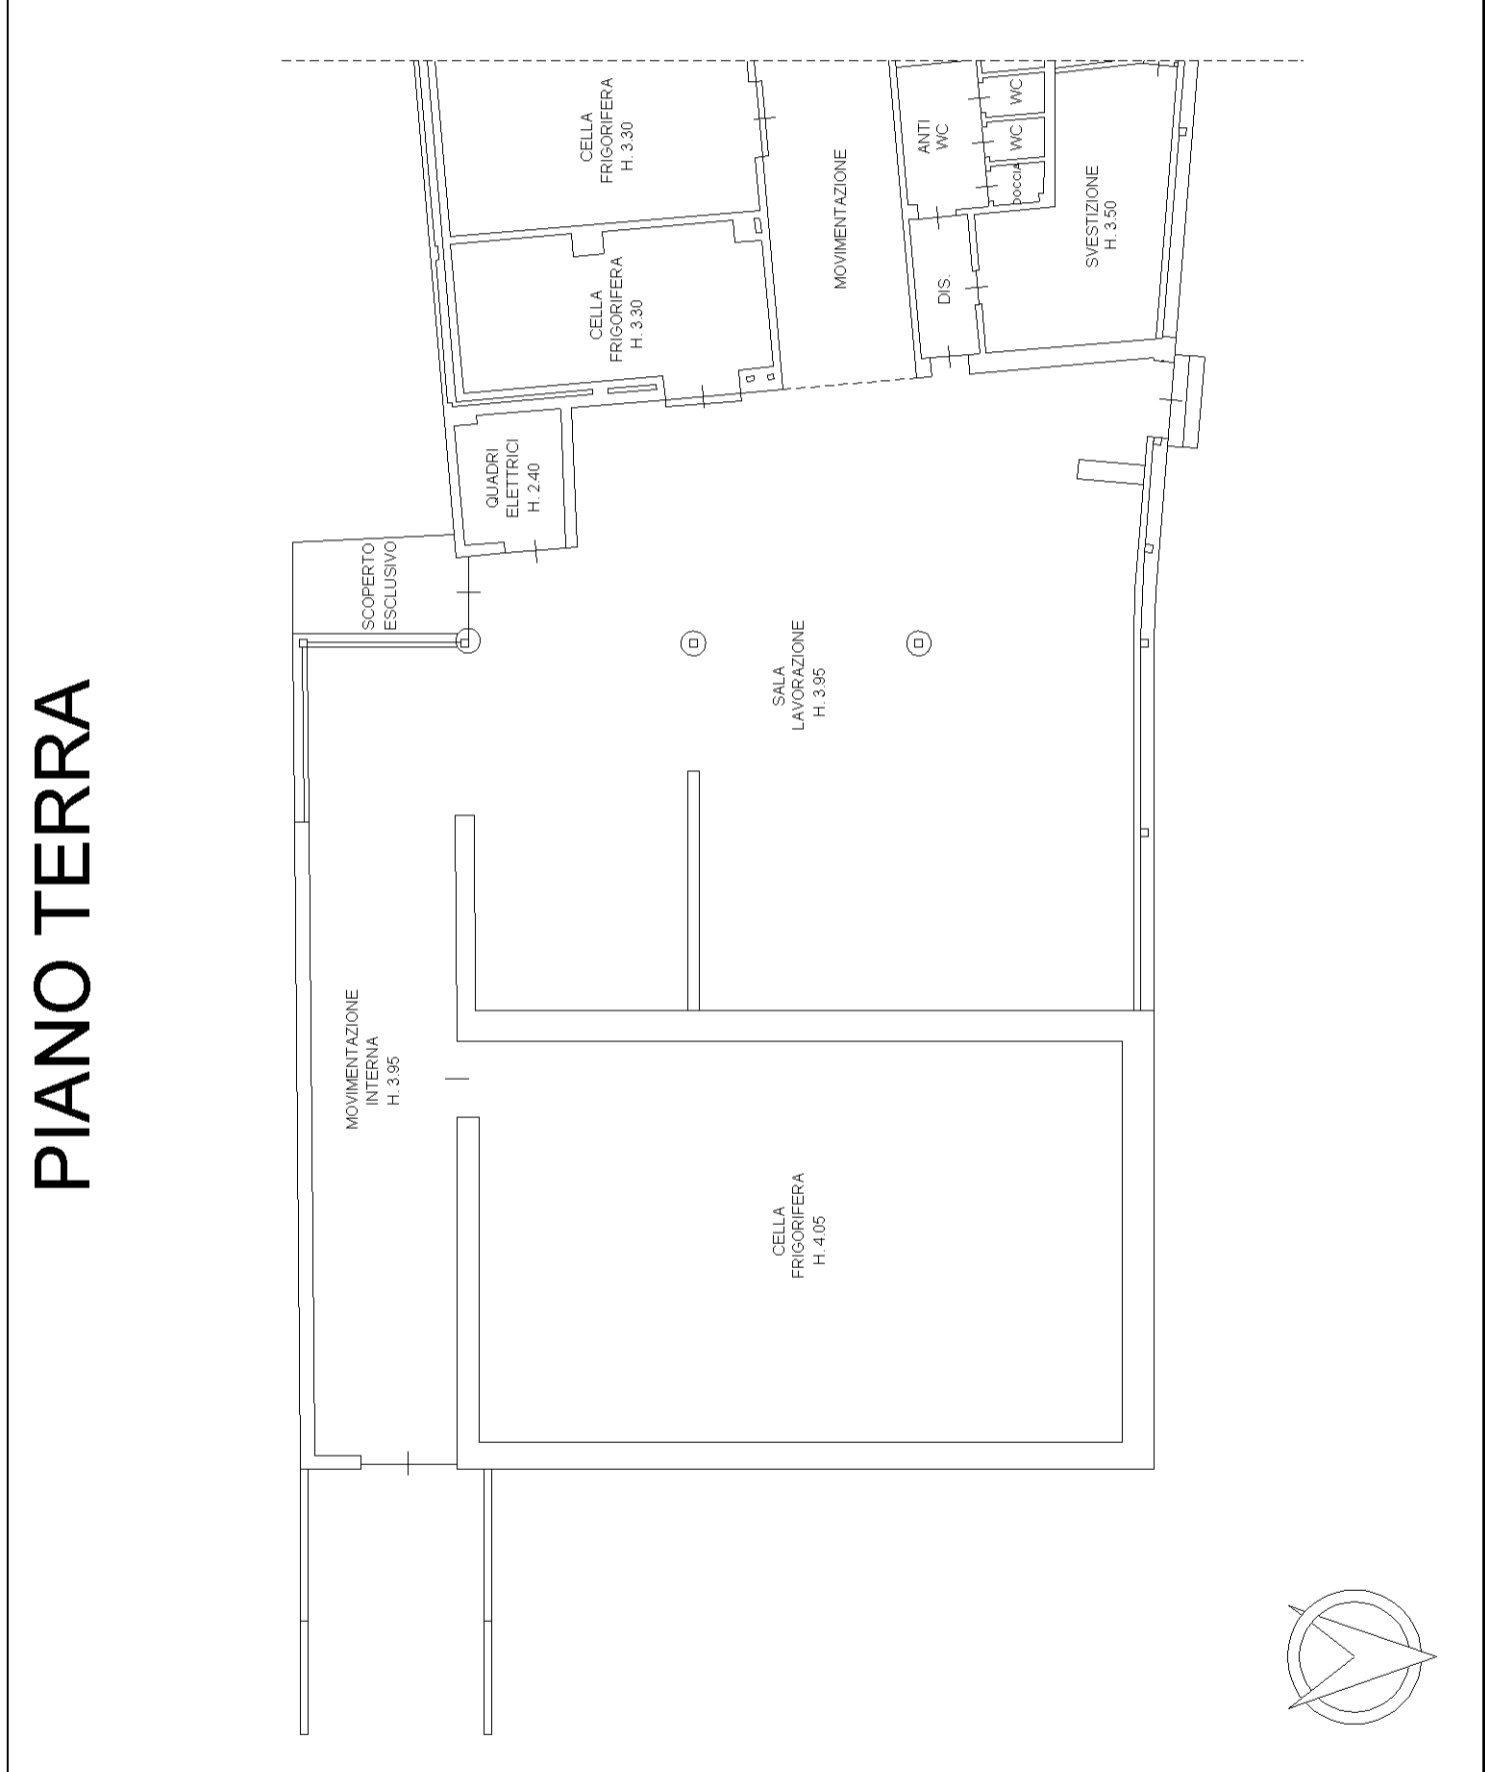 PIANO TERRA
CELLA
FRIGORIFERA
H. 3.30
CELLA
FRIGORIFERA
H. 3.30
MOVIMENTAZIONE
ANTI
WC
WC
WC
DOCCIA
DIS.
SVESTIZIONE
H. 3.50
QUADRI
ELETTRICI
H. 2.40
SCOPERTO
ESCLUSIVO
SALA
LAVORAZIONE
H. 3.95
MOVIMENTAZIONE
INTERNA
H. 3.95
CELLA
FRIGORIFERA
H. 4.05